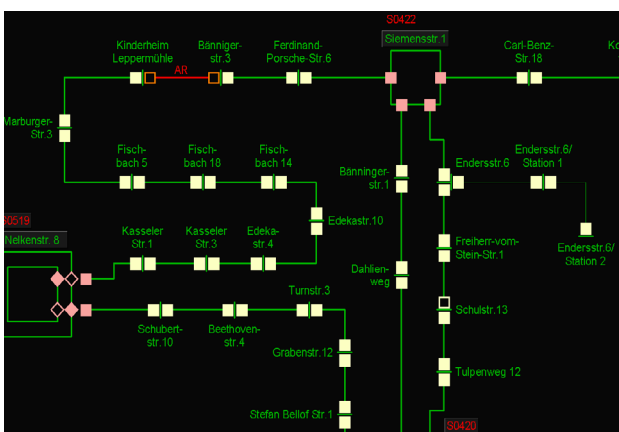 S0422
Siemensstr.1
Kinderheim
Leppermühle
Bänniger-
str.3
Ferdinand-
Porsche-Str.6
Carl-Benz-
Str.18
AR
Marburger-
Str.3
Fisch-
bach 5
Fisch-
bach 18
Fisch-
bach 14
Bänninger-
str.1
Endersstr.6
Endersstr.6/
Station 1
S0519
Nelkenstr. 8
Kasseler
Str.1
Kasseler
Str.3
Edeka-
str.4
Edekastr.10
Freiherr-vom-
Stein-Str.1
Endersstr.6/
Station 2
Dahlien-
weg
Turnstr.3
Schulstr.13
Schubert-
str.10
Beethoven-
str.4
Grabenstr.12
Tulpenweg 12
Stefan Bellof Str.1
S0420